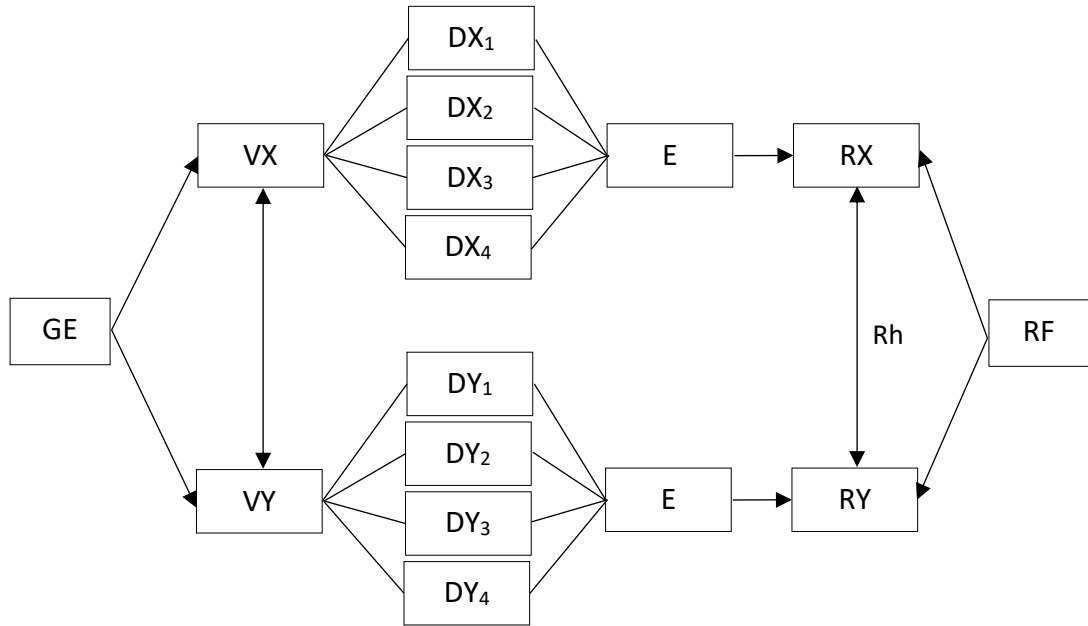 DX₁
DX₂
VX
E
RX
DX₃
DX₄
GE
Rh
RF
DY₁
DY₂
VY
E
RY
DY₃
DY₄